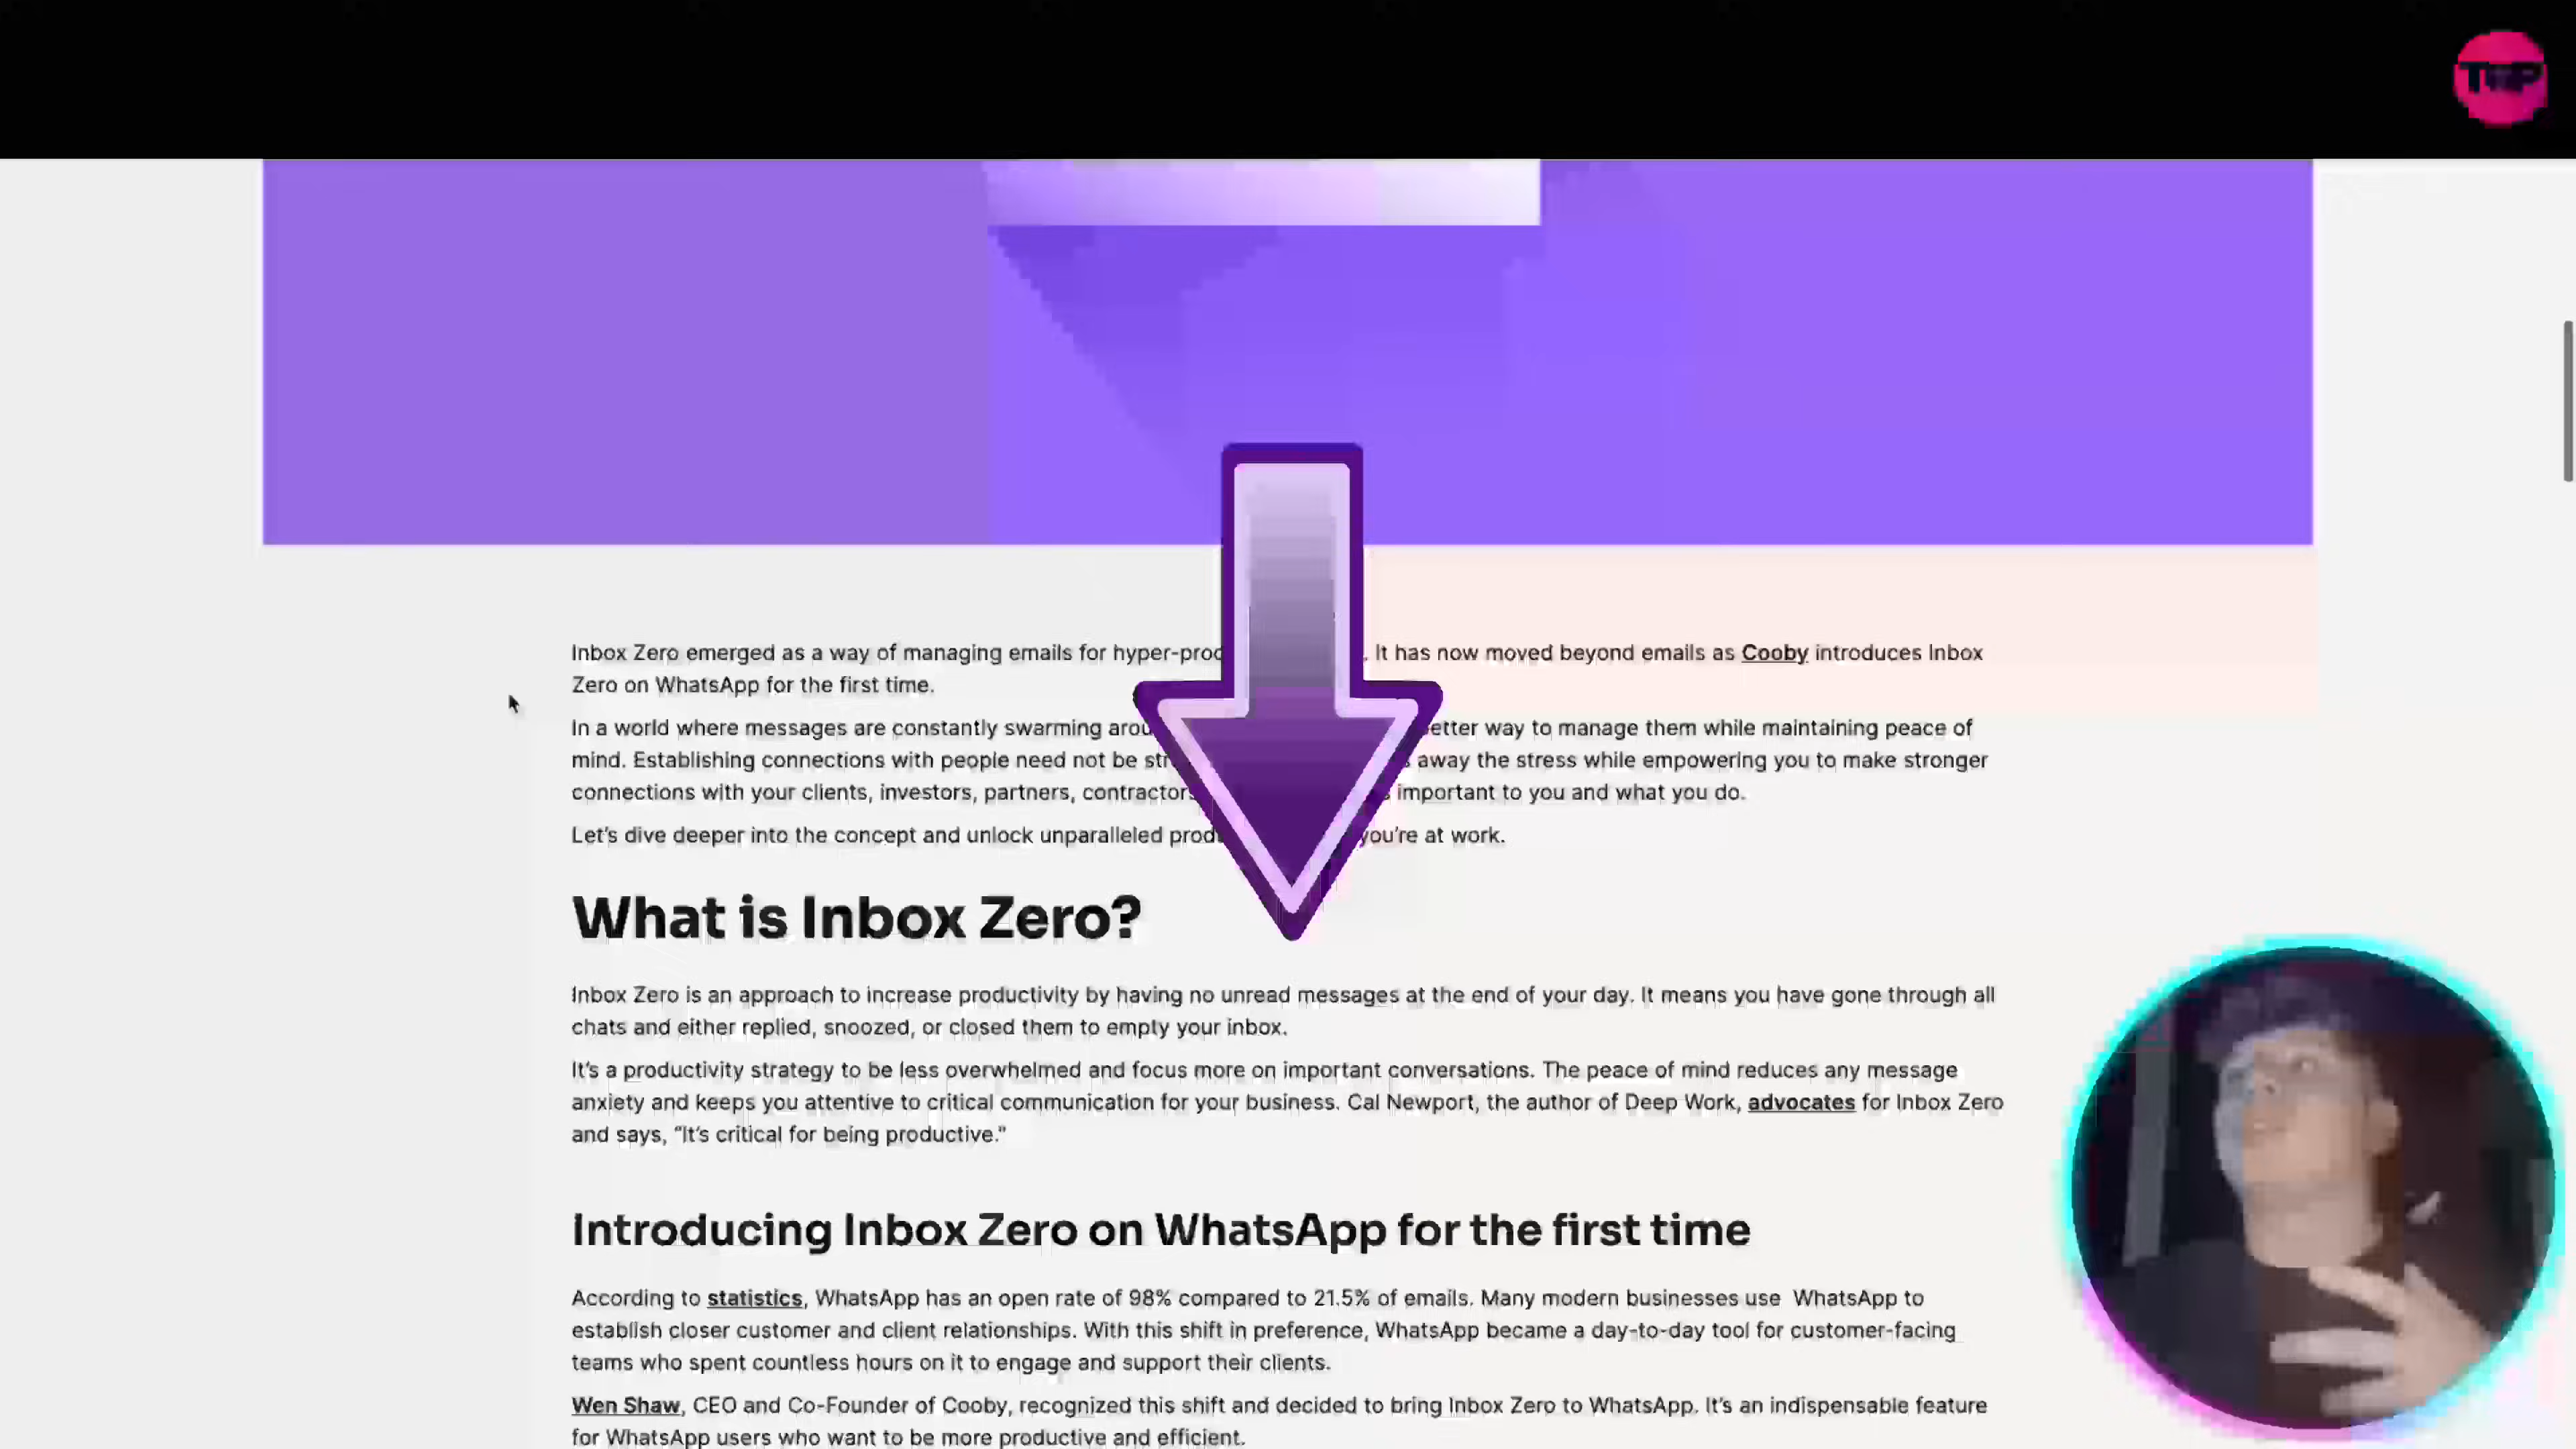 Inbox Zero emerged as a way of managing emails for hyper-prod . It has now moved beyond emails as Cooby introduces Inbox
Zero on WhatsApp for the first time.
In a world where messages are constantly swarming arou etter way to manage them while maintaining peace of
mind. Establishing connections with people need not be str away the stress while empowering you to make stronger
connections with your clients, investors, partners, contractors important to you and what you do.
Let's dive deeper into the concept and unlock unparalleled prod you're at work.
What is Inbox Zero?
Inbox Zero is an approach to increase productivity by having no unread messages at the end of your day. It means you have gone through all
chats and either replied, snoozed, or closed them to empty your inbox.
It's a productivity strategy to be less overwhelmed and focus more on important conversations. The peace of mind reduces any message
anxiety and keeps you attentive to critical communication for your business. Cal Newport, the author of Deep Work, advocates for Inbox Zero
and says, “It's critical for being productive.”
Introducing Inbox Zero on WhatsApp for the first time
According to statistics, WhatsApp has an open rate of 98% compared to 21.5% of emails. Many modern businesses use WhatsApp to
establish closer customer and client relationships. With this shift in preference, WhatsApp became a day-to-day tool for customer-facing
teams who spent countless hours on it to engage and support their clients.
Wen Shaw, CEO and Co-Founder of Cooby, recognized this shift and decided to bring Inbox Zero to WhatsApp. It's an indispensable feature
for WhatsApp users who want to be more productive and efficient.